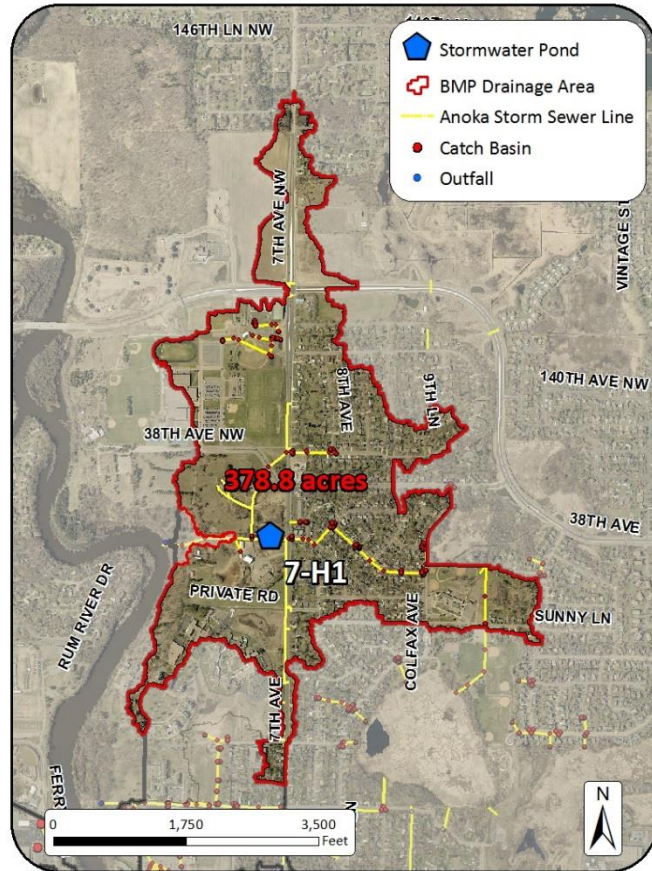 146TH LN NW
Stormwater Pond
BMP Drainage Area
Anoka Storm Sewer Line
Catch Basin
Outfall
7TH AVE NW
VINTAGE ST
8TH AVE
9TH LN
140TH AVE NW
38TH AVE NW
378.8 acres
38TH AVE
7-H1
PRIVATE RD
RUM RIVER DR
COLFAX AVE
SUNNY LN
7TH AVE
FERR
N
0 1,750 3,500
Feet
N